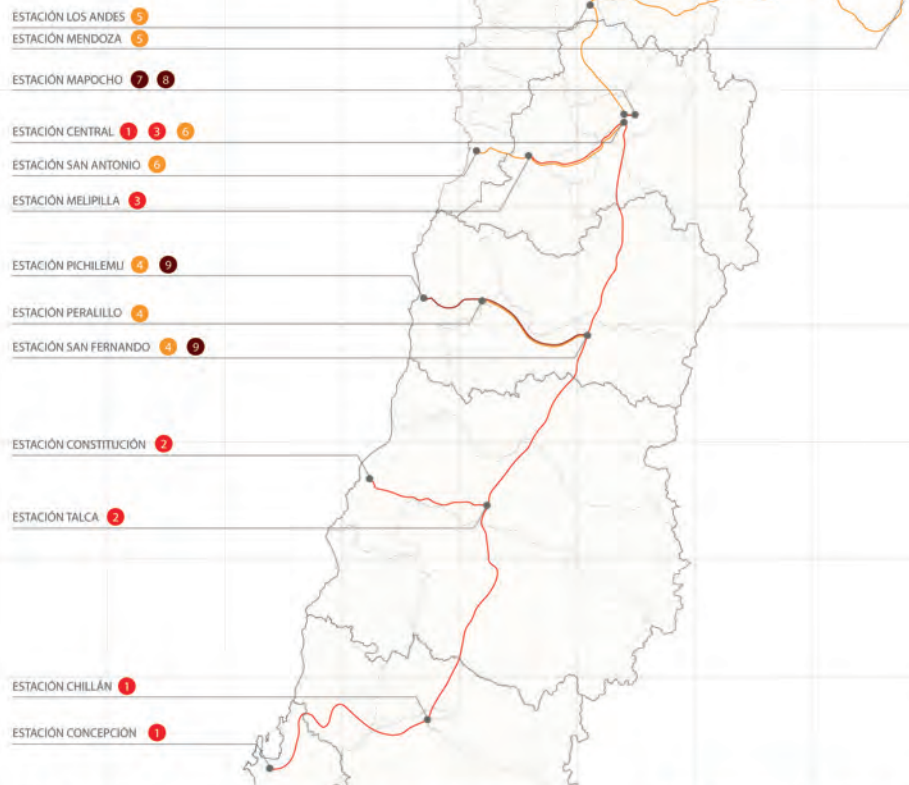 ESTACIÓN LOS ANDES 5
ESTACIÓN MENDOZA 5
ESTACIÓN MAPOCHO 7 8
ESTACIÓN CENTRAL 1 3 6
ESTACIÓN SAN ANTONIO 6
ESTACIÓN MELIPILLA 3
ESTACIÓN PICHILEMU 4 9
ESTACIÓN PERALILLO 4
ESTACIÓN SAN FERNANDO 4 9
ESTACIÓN CONSTITUCIÓN 2
ESTACIÓN TALCA 2
ESTACIÓN CHILLÁN 1
ESTACIÓN CONCEPCIÓN 1